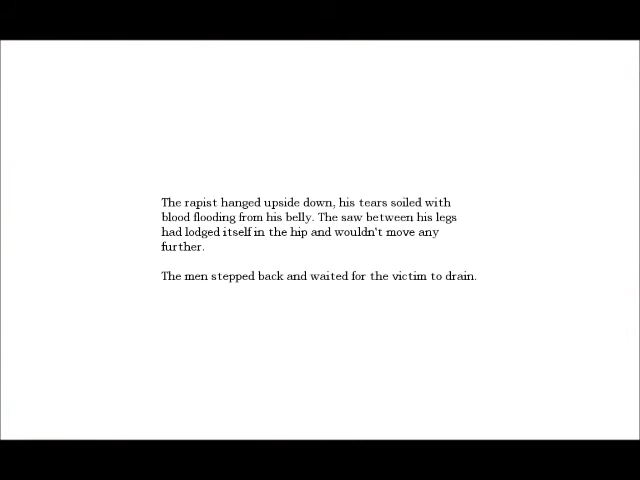 The rapist hanged upside down, his tears soiled with
blood flooding from his belly. The saw between his legs
had lodged itself in the hip and wouldn't move any
further.
The men stepped back and waited for the victim to drain.